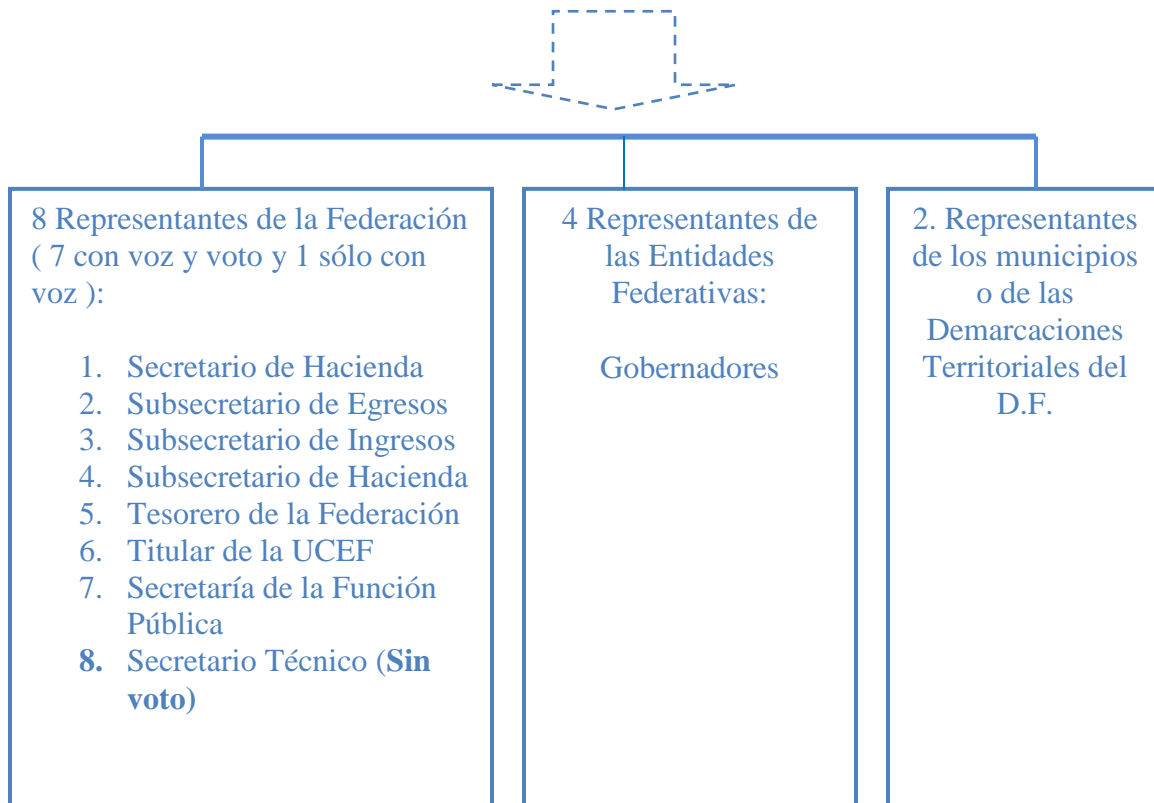 8 Representantes de la Federación
( 7 con voz y voto y 1 sólo con
voz ):
1. Secretario de Hacienda
2. Subsecretario de Egresos
3. Subsecretario de Ingresos
4. Subsecretario de Hacienda
5. Tesorero de la Federación
6. Titular de la UCEF
7. Secretaría de la Función
Pública
8. Secretario Técnico (Sin
voto)
4 Representantes de
las Entidades
Federativas:
Gobernadores
2. Representantes
de los municipios
o de las
Demarcaciones
Territoriales del
D.F.